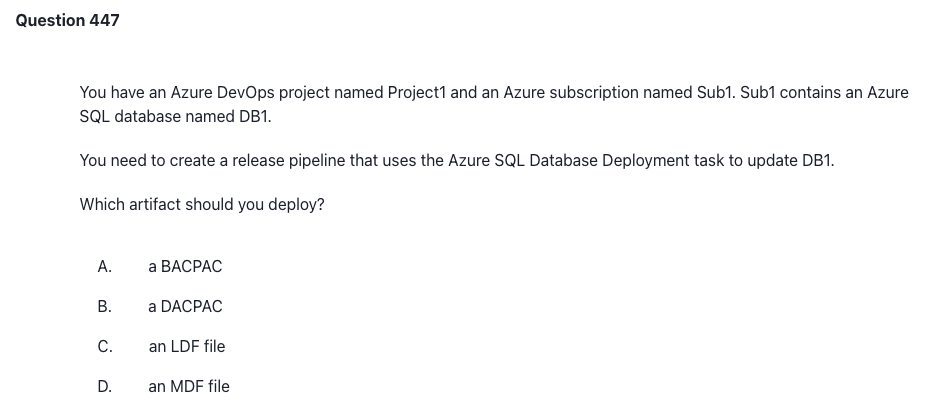 Question 447
You have an Azure DevOps project named Project1 and an Azure subscription named Sub1. Sub1 contains an Azure
SQL database named DB1.
You need to create a release pipeline that uses the Azure SQL Database Deployment task to update DB1.
Which artifact should you deploy?
A. a BACPAC
B. a DACPAC
C. an LDF file
D. an MDF file